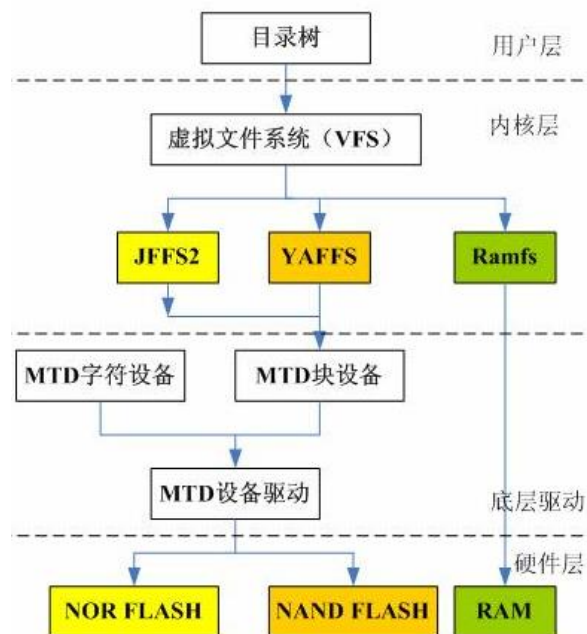 目录树
用户层
内核层
虚拟文件系统（VFS）
JFFS2
YAFFS
Ramfs
MTD字符设备
MTD块设备
MTD设备驱动
底层驱动
硬件层
NOR FLASH
NAND FLASH
RAM